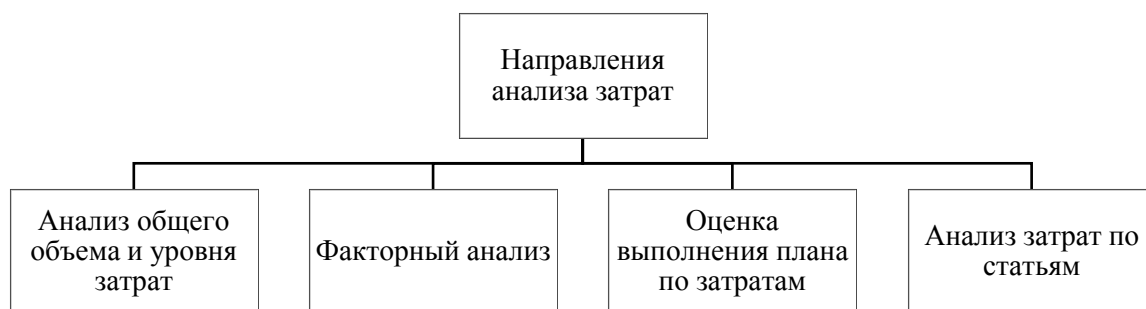 Направления
анализа затрат
Анализ общего
объема и уровня
затрат
Факторный анализ
Оценка
выполнения плана
по затратам
Анализ затрат по
статьям